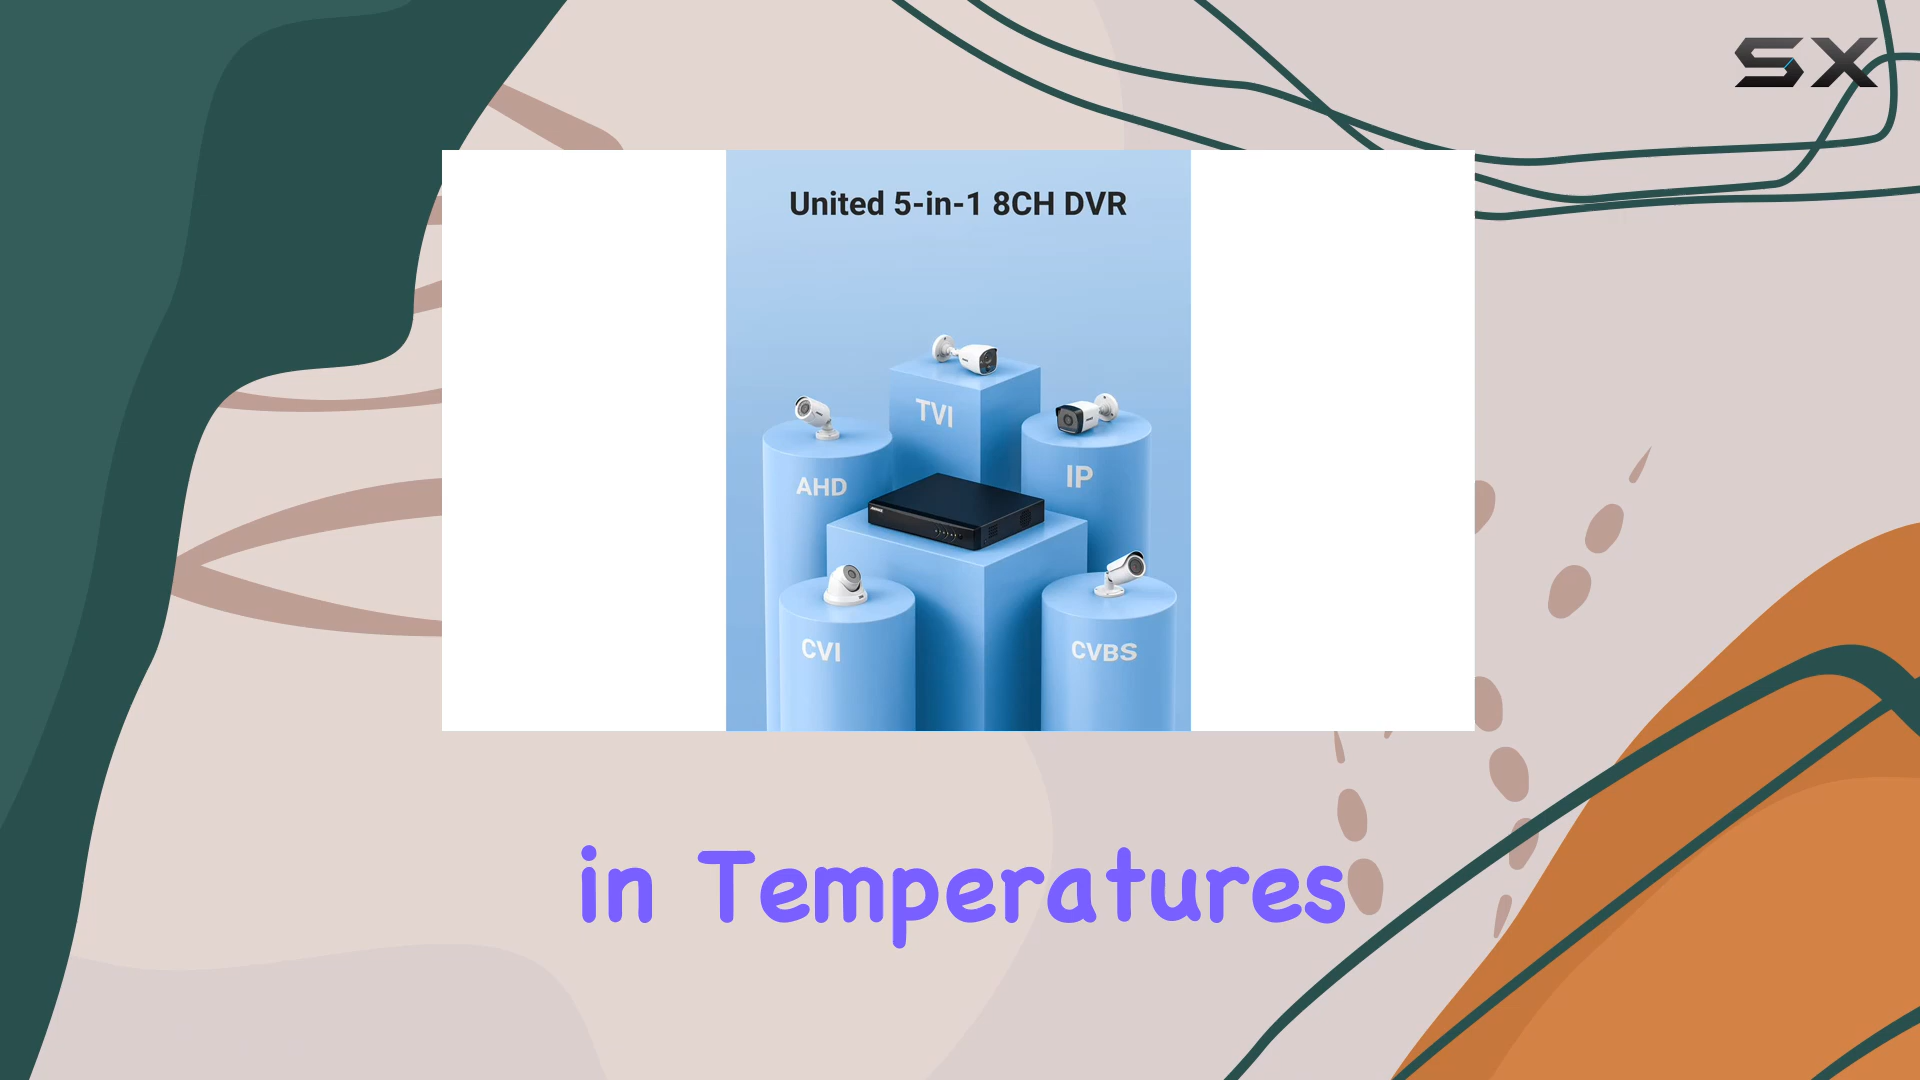 SX
United 5-in-1 8CH DVR
TVI
AHD
IP
CVI
CVBS
in Temperatures